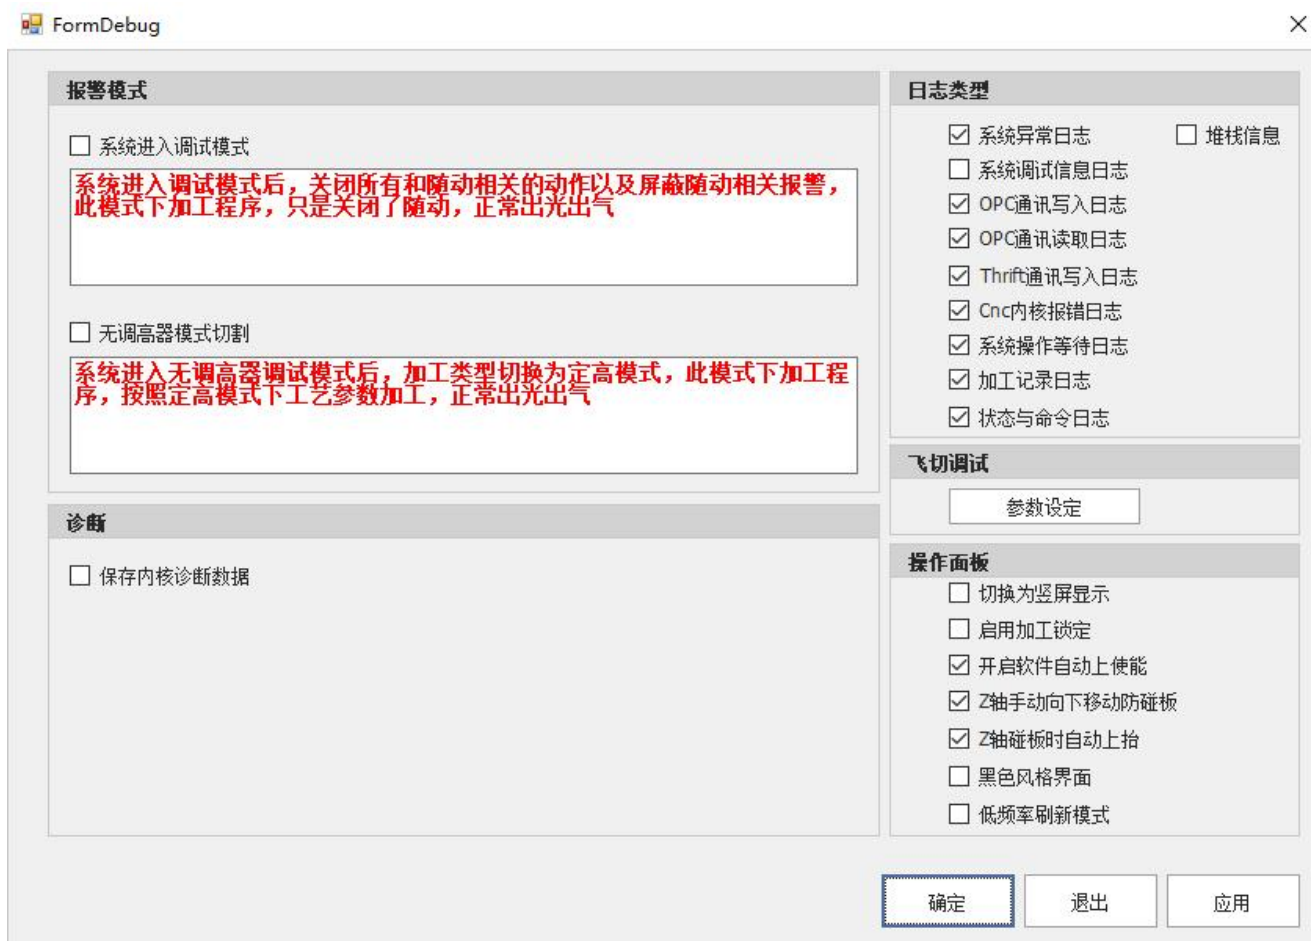 FormDebug
报警模式
系统进入调试模式
系统进入调试模式后，关闭所有和随动相关的动作以及屏蔽随动相关报警，
此模式下加工程序，只是关闭了随动，正常出光出气
无调高器模式切割
系统进入无调高器调试模式后，加工类型切换为定高模式，此模式下加工程
序，按照定高模式下工艺参数加工，正常出光出气
诊断
保存内核诊断数据
日志类型
系统异常日志 堆栈信息
系统调试信息日志
OPC通讯写入日志
OPC通讯读取日志
Thrift通讯写入日志
Cnc内核报错日志
系统操作等待日志
加工记录日志
状态与命令日志
飞切调试
参数设定
操作面板
切换为竖屏显示
启用加工锁定
开启软件自动上使能
Z轴手动向下移动防碰板
Z轴碰板时自动上抬
黑色风格界面
低频率刷新模式
确定 退出 应用